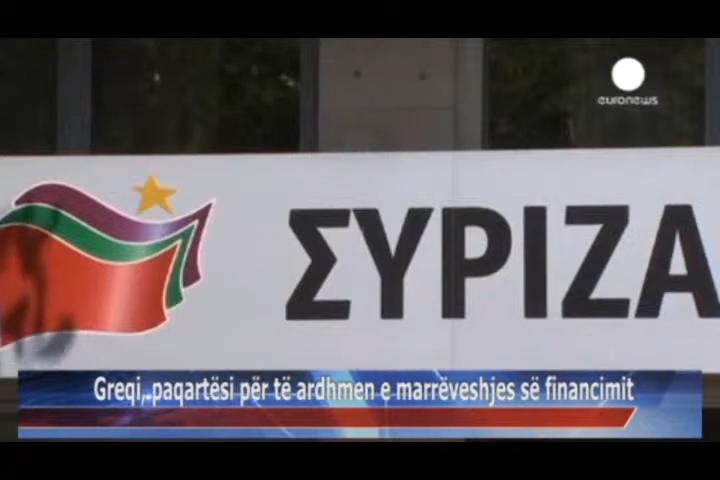 euronews
ΣΥΡΙΖΑ
Greqi, paqartësi për të ardhmen e marrëveshjes së financimit